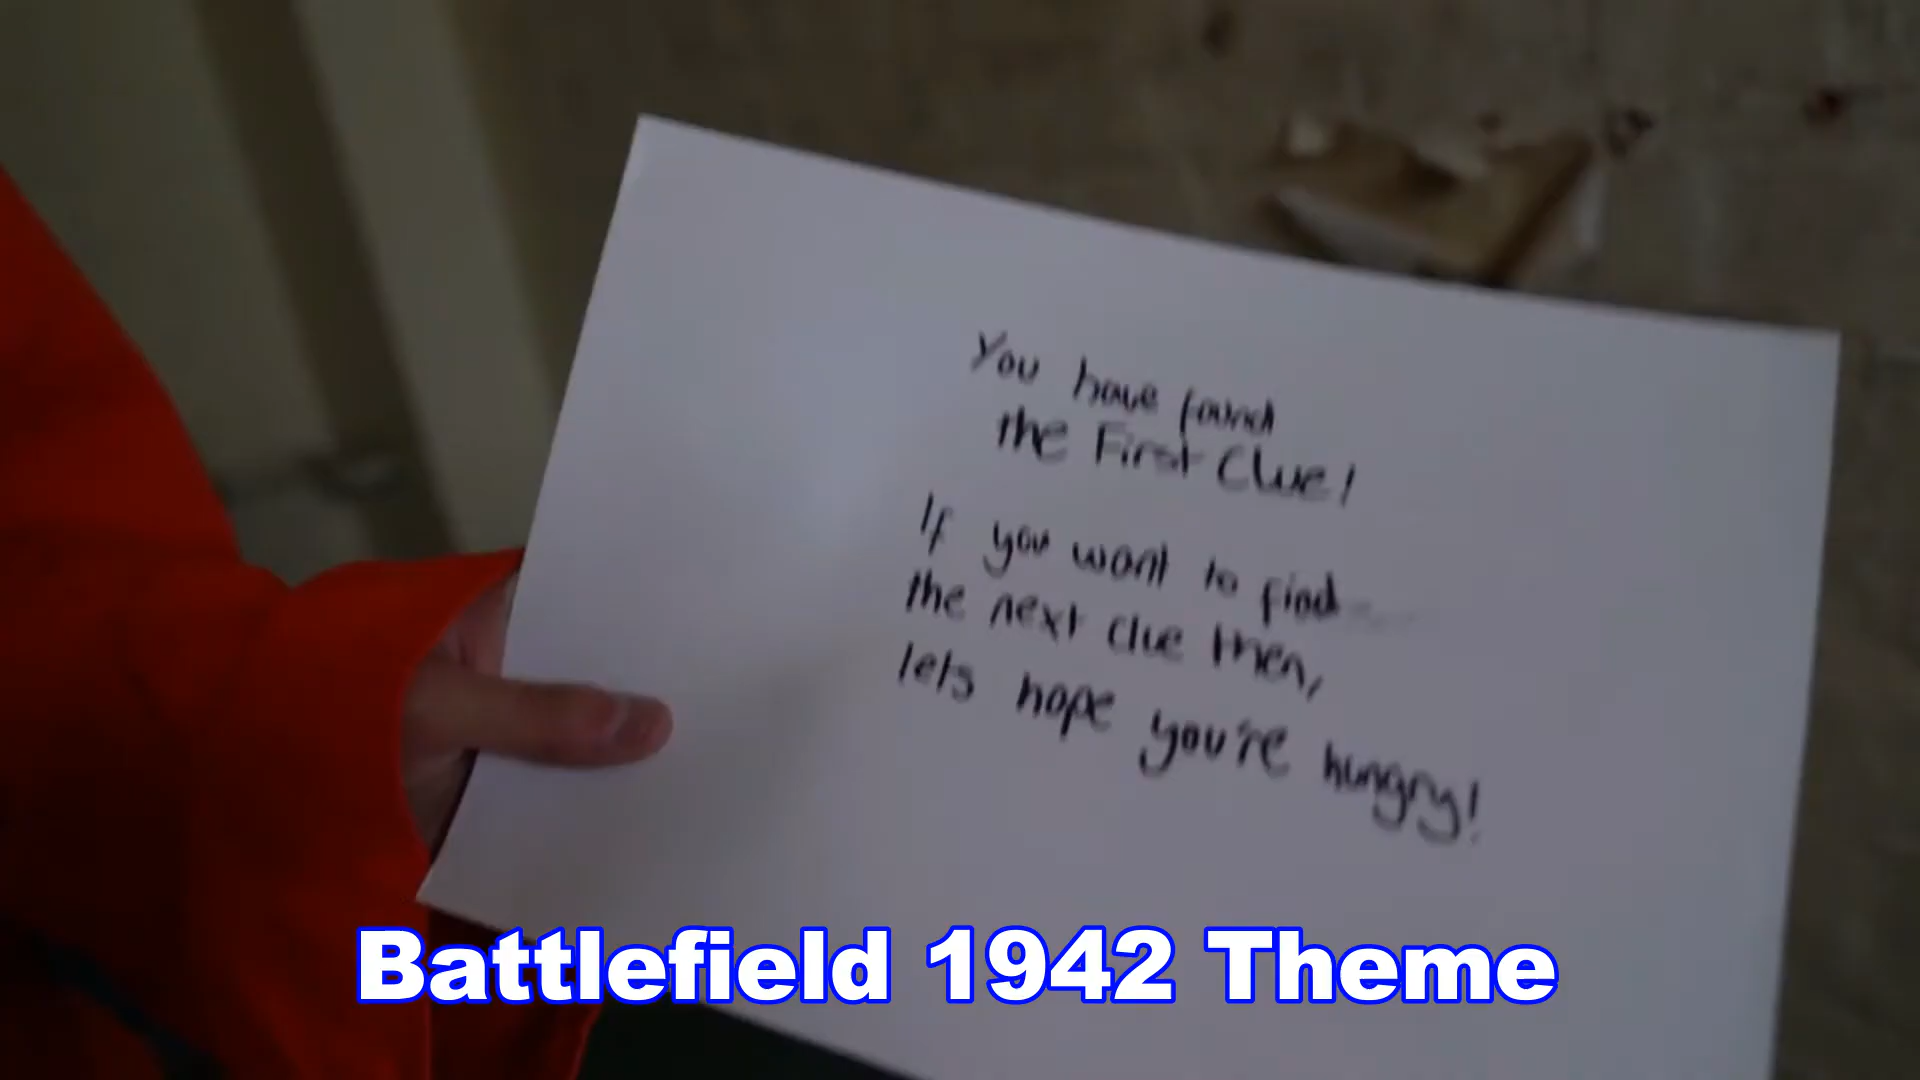 You have found
the First Clue!
If you want to find
the next clue then,
lets hope you're hungry!
Battlefield 1942 Theme